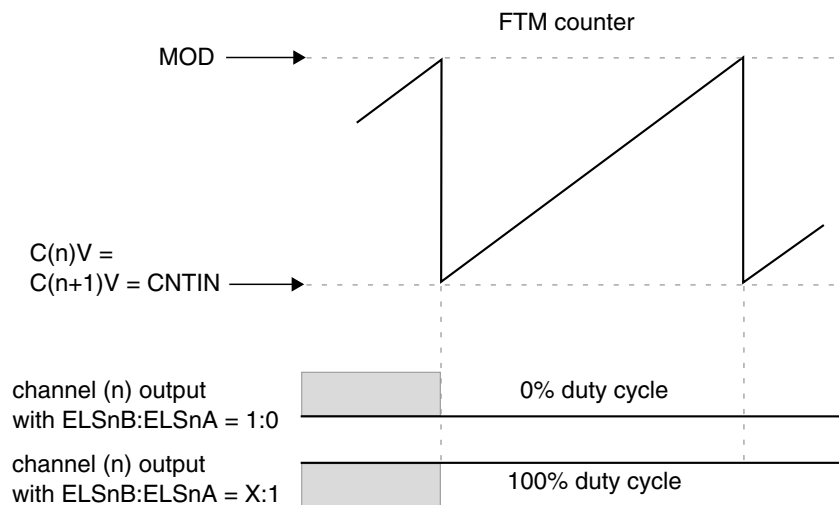 FTM counter
MOD
C(n)V =
C(n+1)V = CNTIN
channel (n) output
with ELSnB:ELSnA = 1:0
0% duty cycle
channel (n) output
with ELSnB:ELSnA = X:1
100% duty cycle